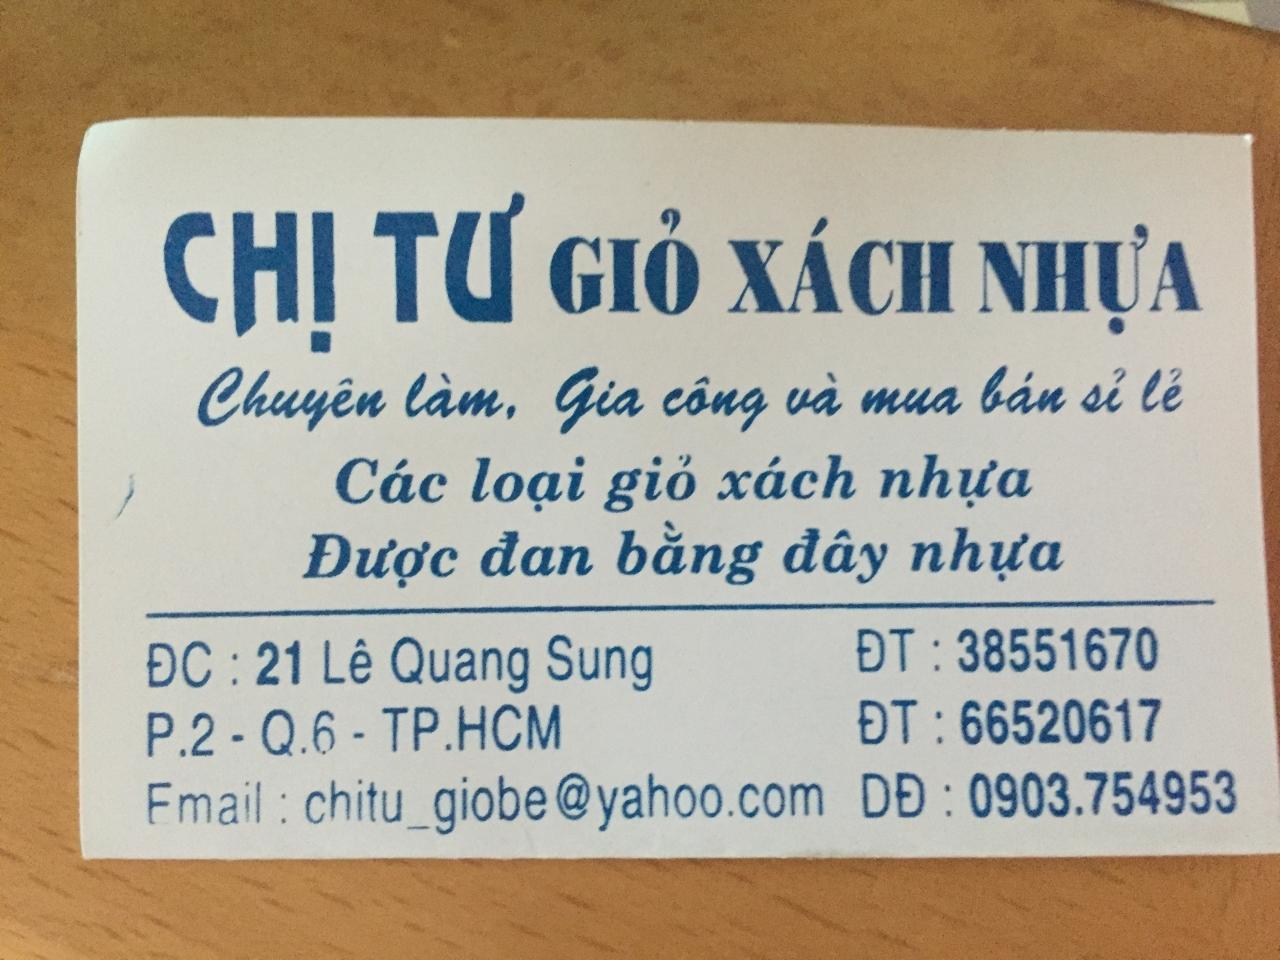 CHỊ TƯ GIỎ XÁCH NHỰA
Chuyên làm, Gia công và mua bán sỉ lẻ
Các loại giỏ xách nhựa
Được đan bằng đây nhựa
ĐC : 21 Lê Quang Sung
P.2 - Q.6 - TP.HCM
Email : chitu_giobe@yahoo.com
ĐT : 38551670
ĐT : 66520617
DĐ : 0903.754953